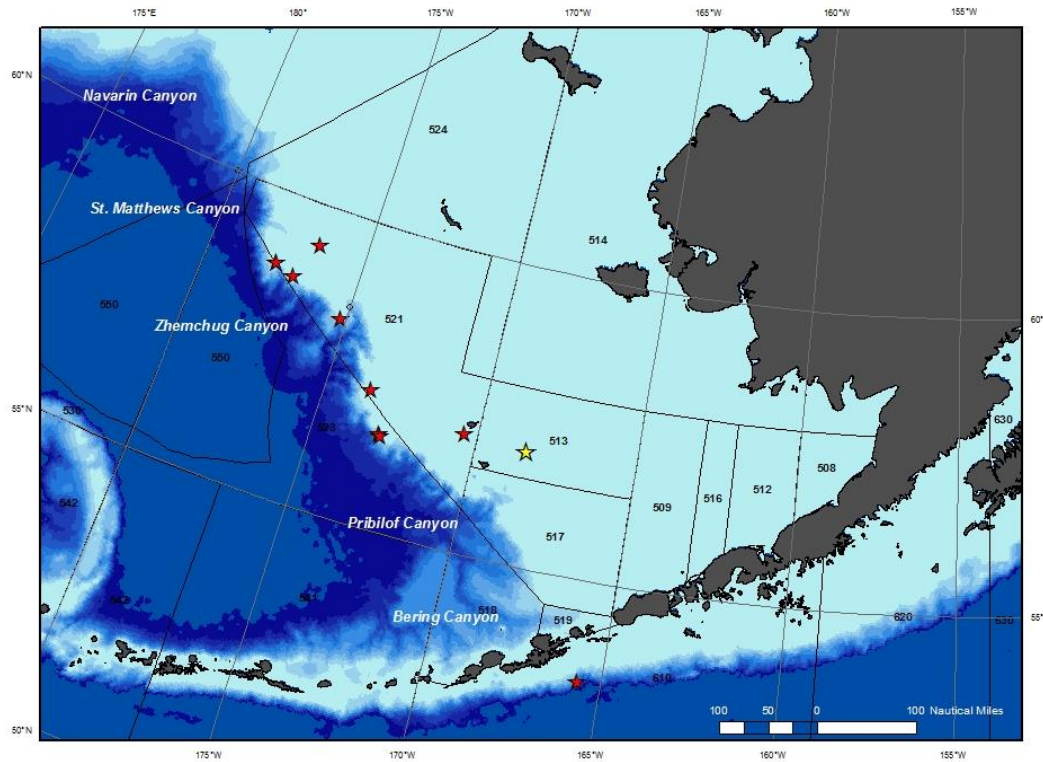 175°E 180° 175°W 170°W 165°W 160°W 155°W
60°N
Navarin Canyon
524
St. Matthews Canyon
514
550
521
Zhemchug Canyon
550
60°
55°N
530
523
513
630
508
542
509 516 512
Pribilof Canyon
517
Bering Canyon
518
519
620
55°W
630
610
100 50 0 100 Nautical Miles
50°N
175°W 170°W 165°W 160°W 155°W